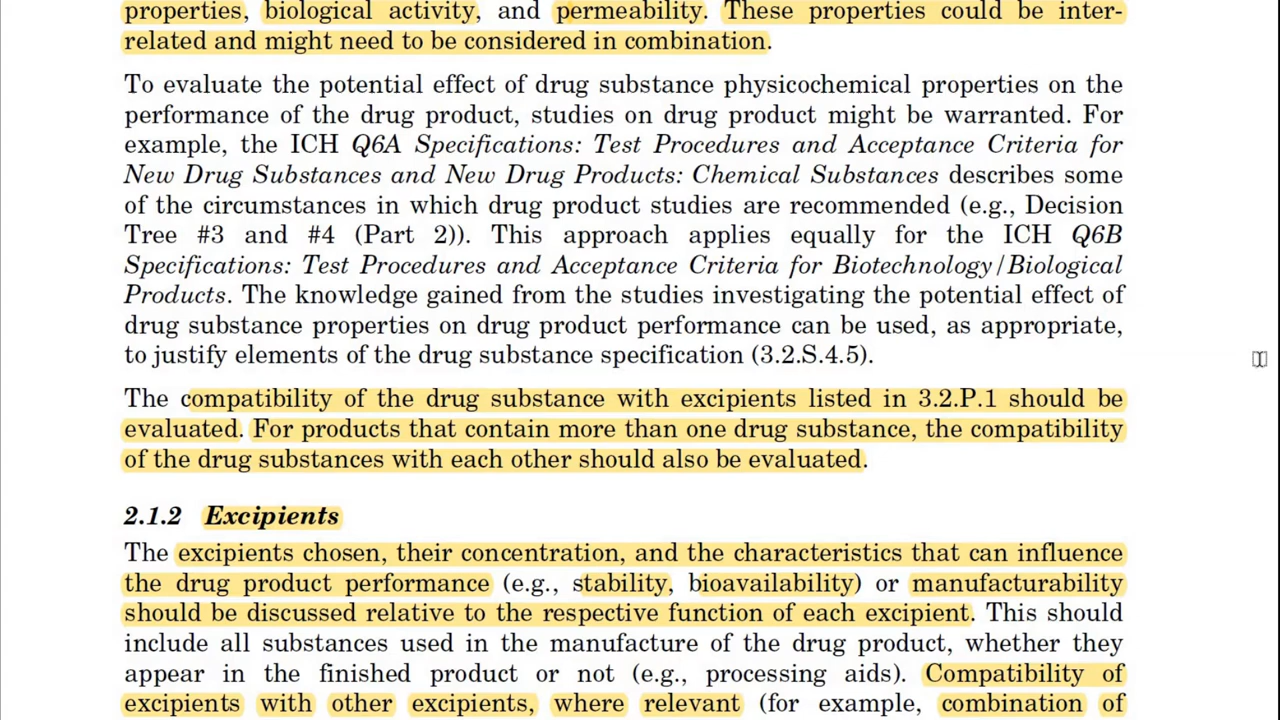 properties, biological activity, and permeability. These properties could be inter-
related and might need to be considered in combination.
To evaluate the potential effect of drug substance physicochemical properties on the
performance of the drug product, studies on drug product might be warranted. For
example, the ICH Q6A Specifications: Test Procedures and Acceptance Criteria for
New Drug Substances and New Drug Products: Chemical Substances describes some
of the circumstances in which drug product studies are recommended (e.g., Decision
Tree #3 and #4 (Part 2)). This approach applies equally for the ICH Q6B
Specifications: Test Procedures and Acceptance Criteria for Biotechnology/Biological
Products. The knowledge gained from the studies investigating the potential effect of
drug substance properties on drug product performance can be used, as appropriate,
to justify elements of the drug substance specification (3.2.S.4.5).
The compatibility of the drug substance with excipients listed in 3.2.P.1 should be
evaluated. For products that contain more than one drug substance, the compatibility
of the drug substances with each other should also be evaluated.
2.1.2 Excipients
The excipients chosen, their concentration, and the characteristics that can influence
the drug product performance (e.g., stability, bioavailability) or manufacturability
should be discussed relative to the respective function of each excipient. This should
include all substances used in the manufacture of the drug product, whether they
appear in the finished product or not (e.g., processing aids). Compatibility of
excipients with other excipients, where relevant (for example, combination of